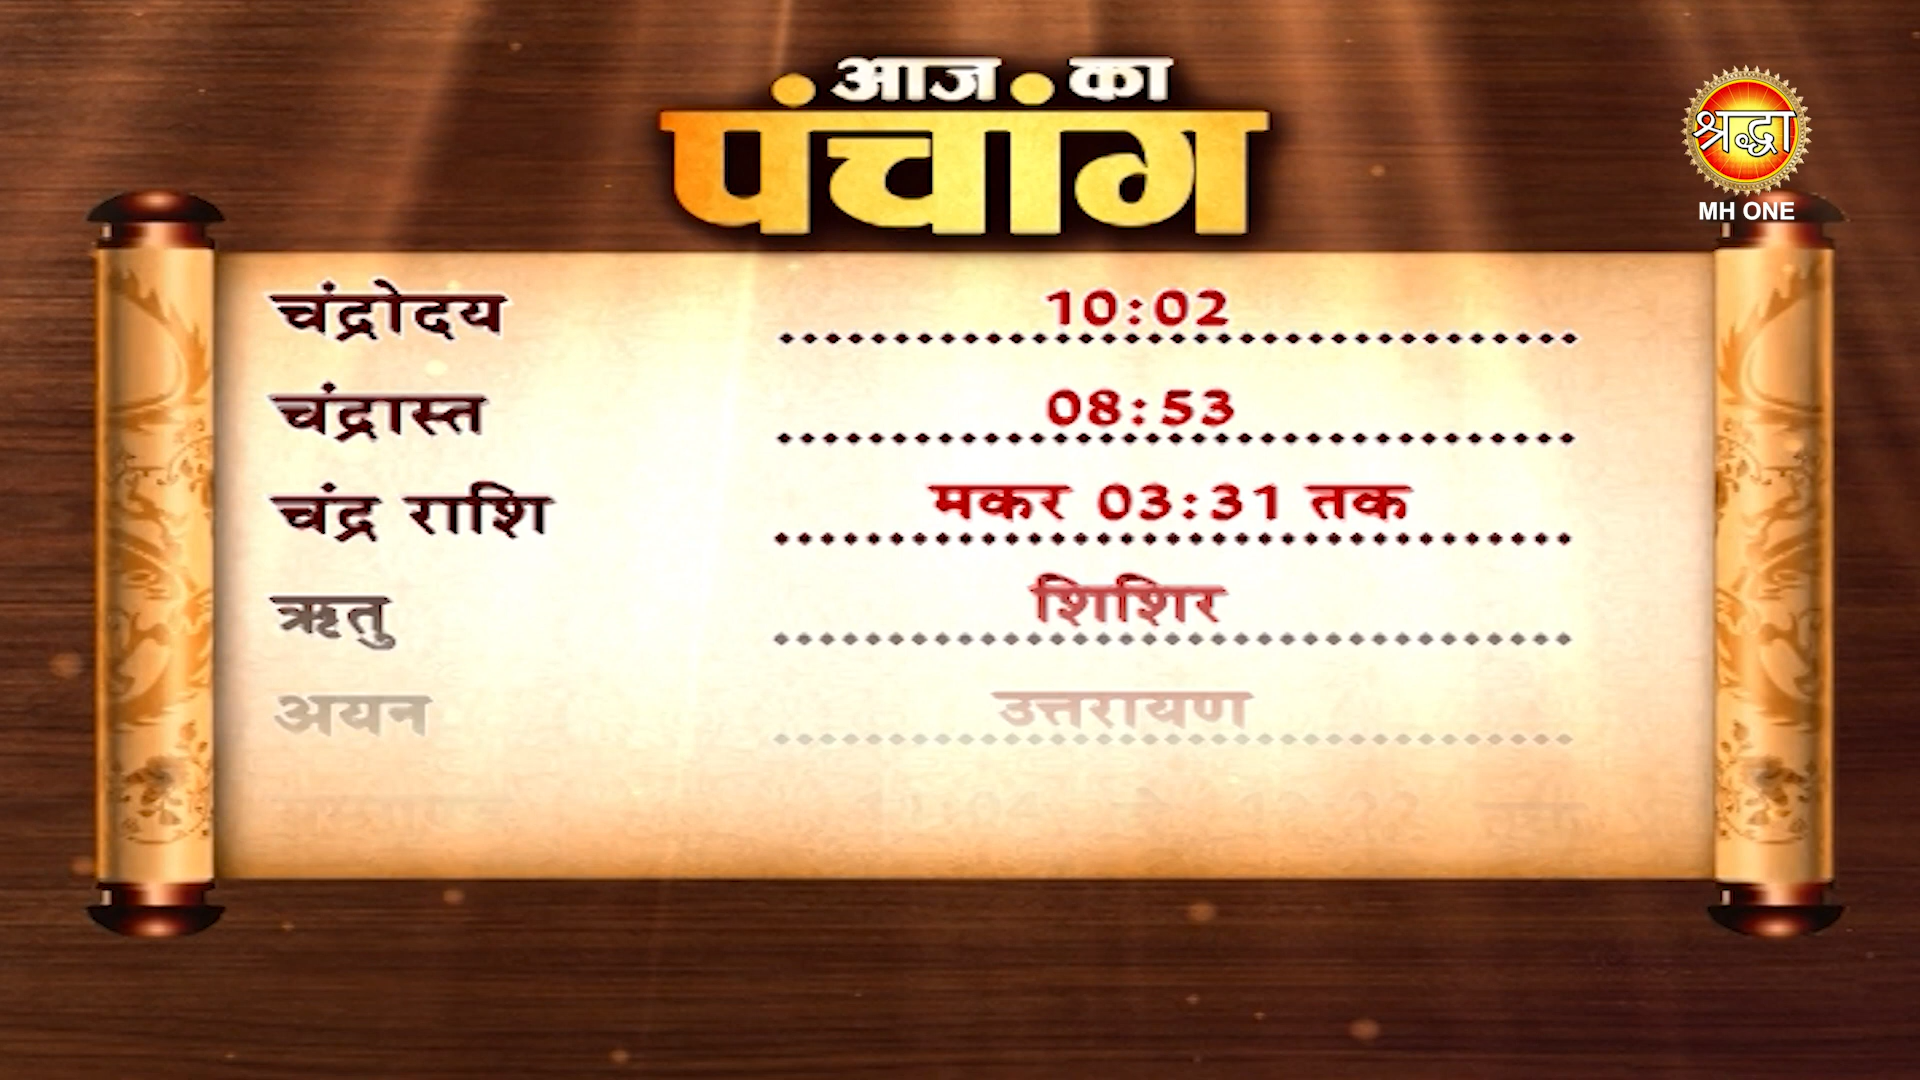 आज का
पंचांग
श्रद्धा
MH ONE
चंद्रोदय 10:02
चंद्रास्त 08:53
चंद्र राशि मकर 03:31 तक
ऋतु शिशिर
अयन उत्तरायण